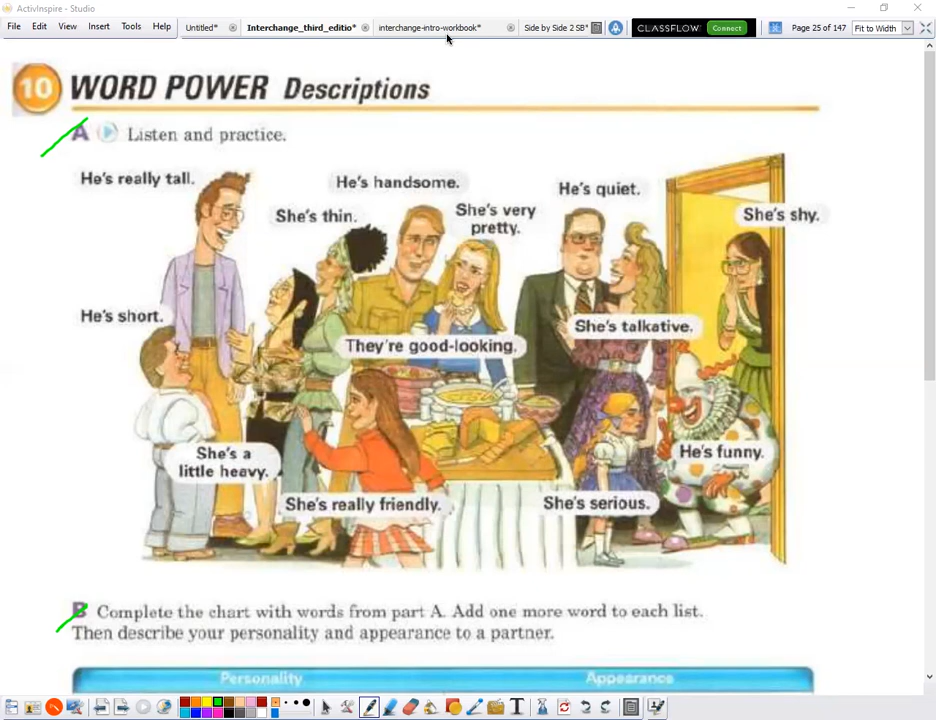 ActivInspire - Studio
File Edit View Insert Tools Help Untitled* Interchange_third_editio* interchange-intro-workbook* Side by Side 2 SB* CLASSFLOW Connect Page 25 of 147 Fit to Width
10 WORD POWER Descriptions
A Listen and practice.
He's really tall.
He's handsome.
He's quiet.
She's thin.
She's very
pretty.
She's shy.
He's short.
She's talkative.
They're good-looking.
She's a
little heavy.
He's funny.
She's really friendly.
She's serious.
B Complete the chart with words from part A. Add one more word to each list.
Then describe your personality and appearance to a partner.
Personality Appearance